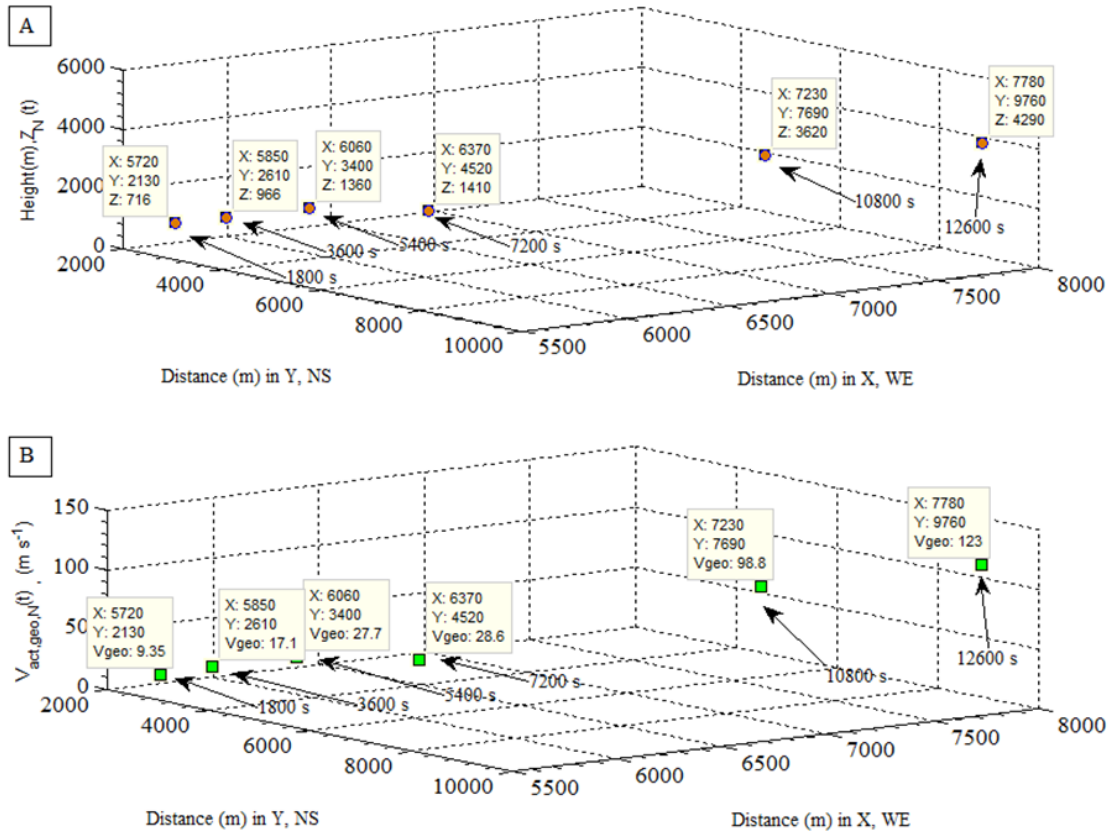 A
Height(m),Z_N (t)
6000
4000
2000
0
X: 5720
Y: 2130
Z: 716
X: 5850
Y: 2610
Z: 966
X: 6060
Y: 3400
Z: 1360
X: 6370
Y: 4520
Z: 1410
X: 7230
Y: 7690
Z: 3620
X: 7780
Y: 9760
Z: 4290
1800 s
3600 s
5400 s
7200 s
10800 s
12600 s
2000
4000
6000
8000
10000
5500
6000
6500
7000
7500
8000
Distance (m) in Y, NS
Distance (m) in X, WE
B
V_act,geo,N(t) , (m s⁻¹)
150
100
50
0
X: 5720
Y: 2130
Vgeo: 9.35
X: 5850
Y: 2610
Vgeo: 17.1
X: 6060
Y: 3400
Vgeo: 27.7
X: 6370
Y: 4520
Vgeo: 28.6
X: 7230
Y: 7690
Vgeo: 98.8
X: 7780
Y: 9760
Vgeo: 123
1800 s
3600 s
5400 s
7200 s
10800 s
12600 s
2000
4000
6000
8000
10000
5500
6000
6500
7000
7500
8000
Distance (m) in Y, NS
Distance (m) in X, WE